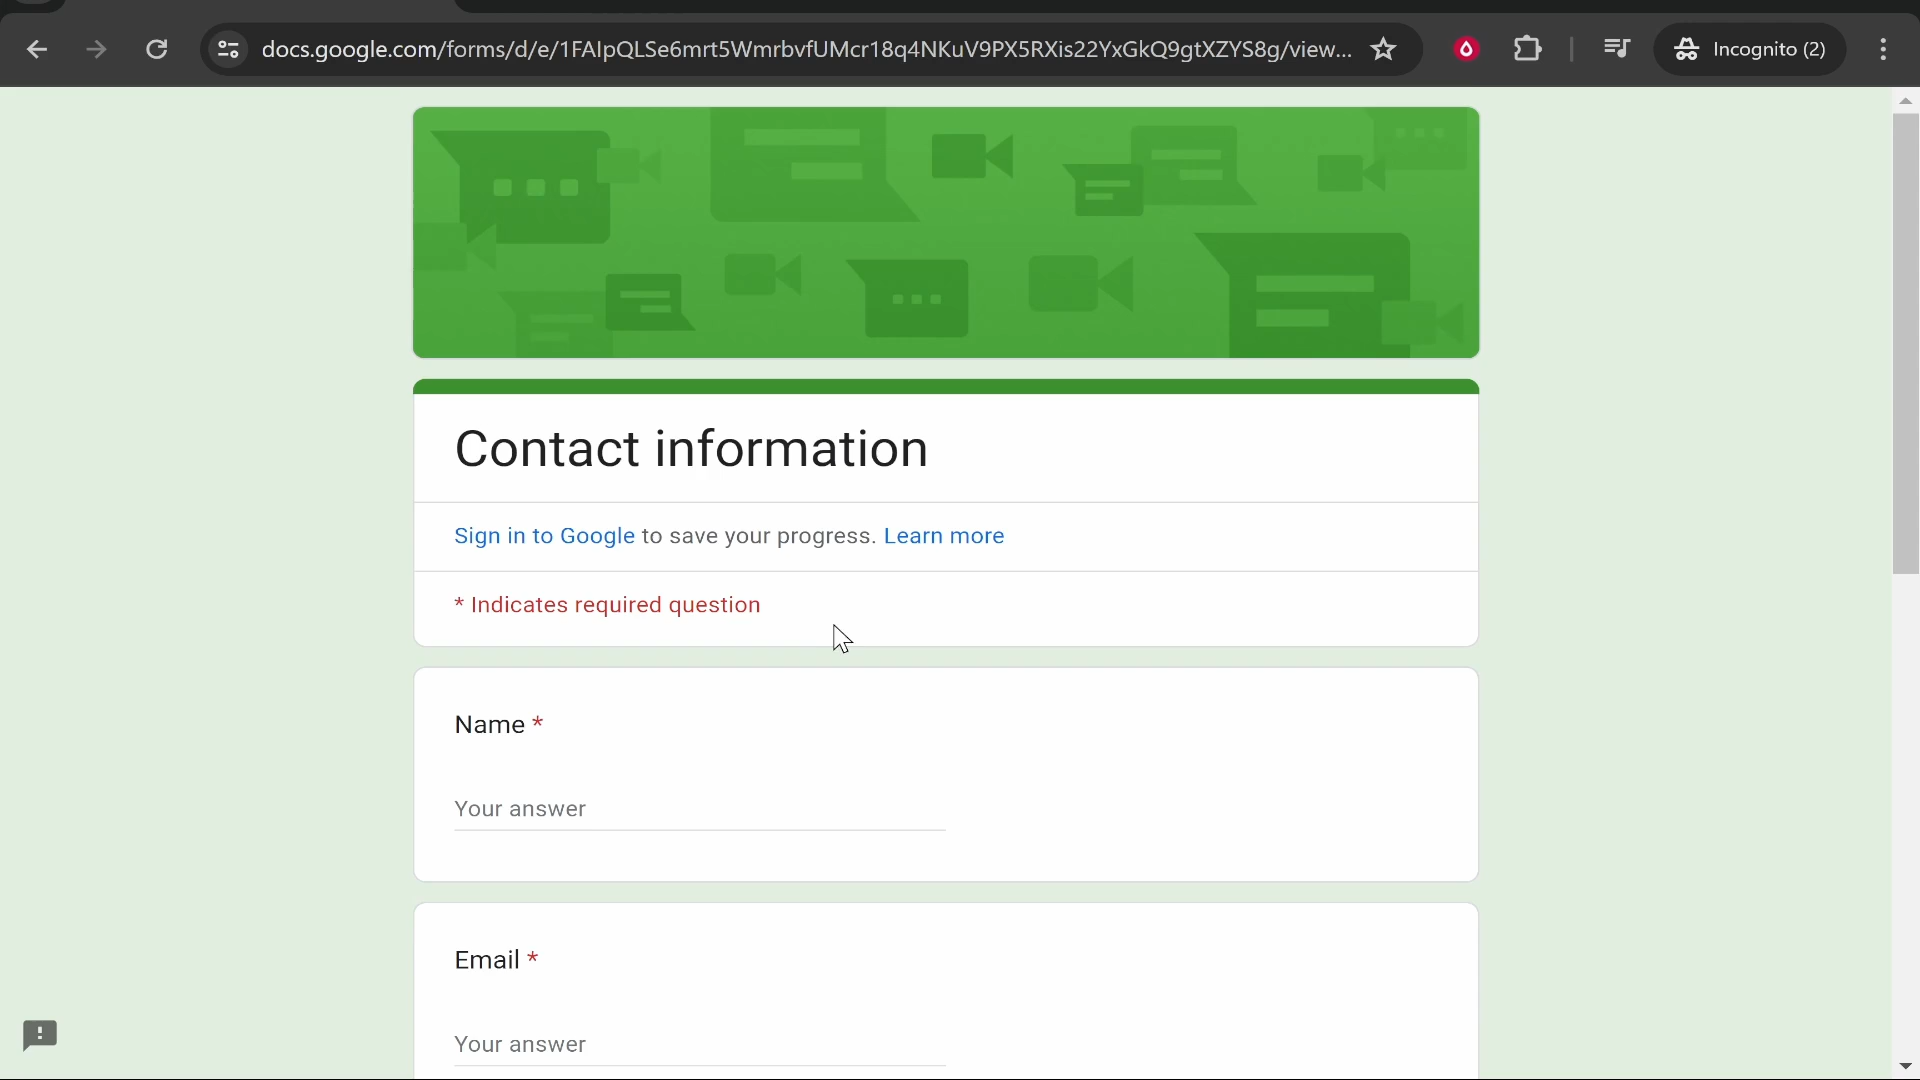 docs.google.com/forms/d/e/1FAIpQLSe6mrt5WmrbvfUMcr18q4NKuV9PX5RXis22YxGkQ9gtXZYS8g/view...
Incognito (2)
Contact information
Sign in to Google to save your progress. Learn more
* Indicates required question
Name *
Your answer
Email *
Your answer